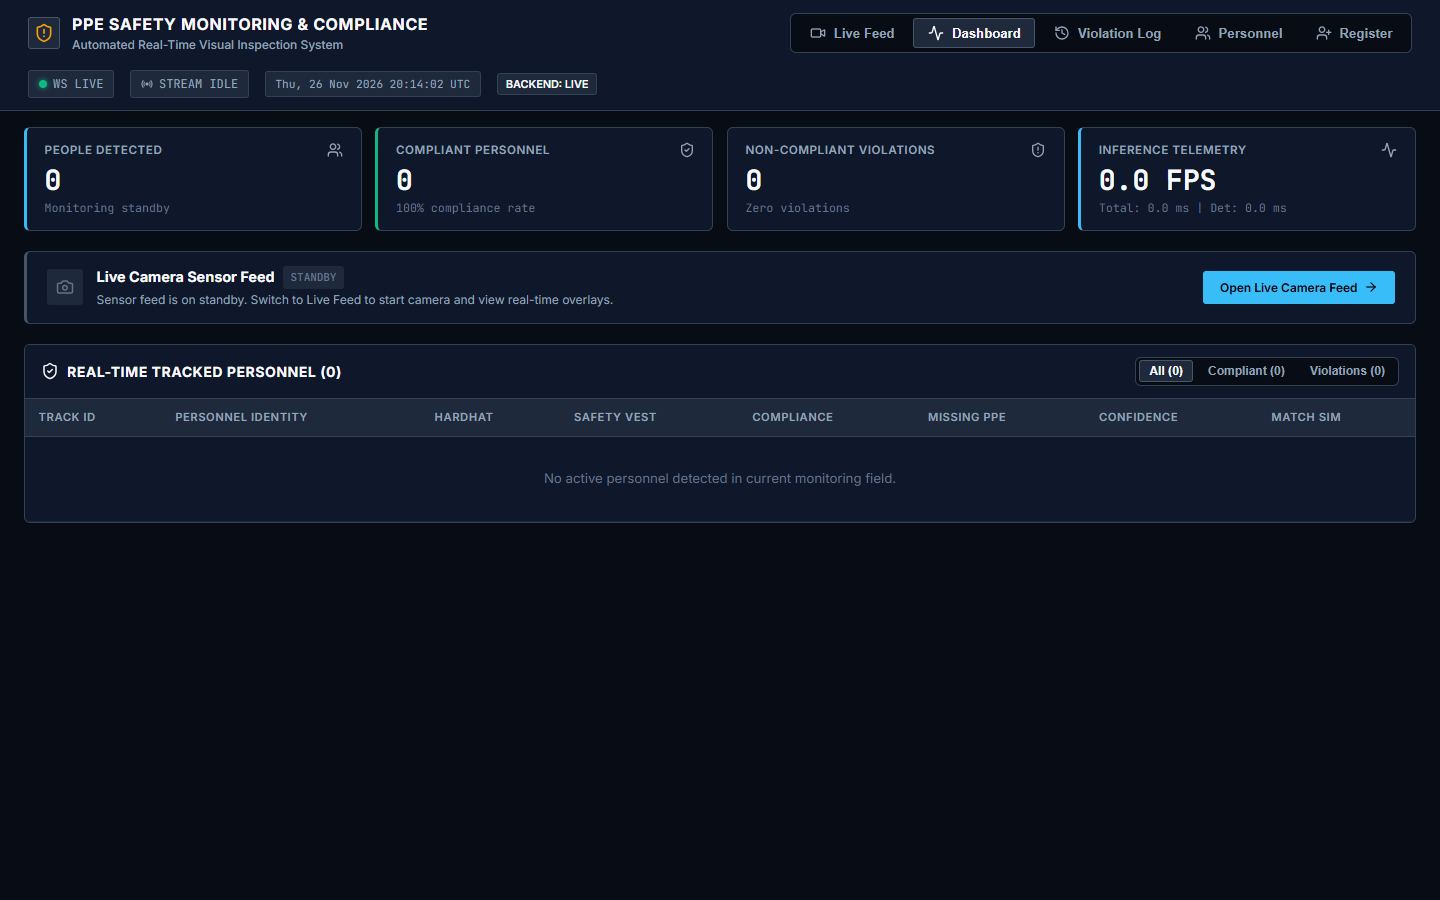 PPE SAFETY MONITORING & COMPLIANCE
Automated Real-Time Visual Inspection System
Live Feed
Dashboard
Violation Log
Personnel
Register
WS LIVE
STREAM IDLE
Thu, 26 Nov 2026 20:14:02 UTC
BACKEND: LIVE
PEOPLE DETECTED
0
Monitoring standby
COMPLIANT PERSONNEL
0
100% compliance rate
NON-COMPLIANT VIOLATIONS
0
Zero violations
INFERENCE TELEMETRY
0.0 FPS
Total: 0.0 ms | Det: 0.0 ms
Live Camera Sensor Feed STANDBY
Sensor feed is on standby. Switch to Live Feed to start camera and view real-time overlays.
Open Live Camera Feed →
REAL-TIME TRACKED PERSONNEL (0)
All (0) Compliant (0) Violations (0)
TRACK ID PERSONNEL IDENTITY HARDHAT SAFETY VEST COMPLIANCE MISSING PPE CONFIDENCE MATCH SIM
No active personnel detected in current monitoring field.